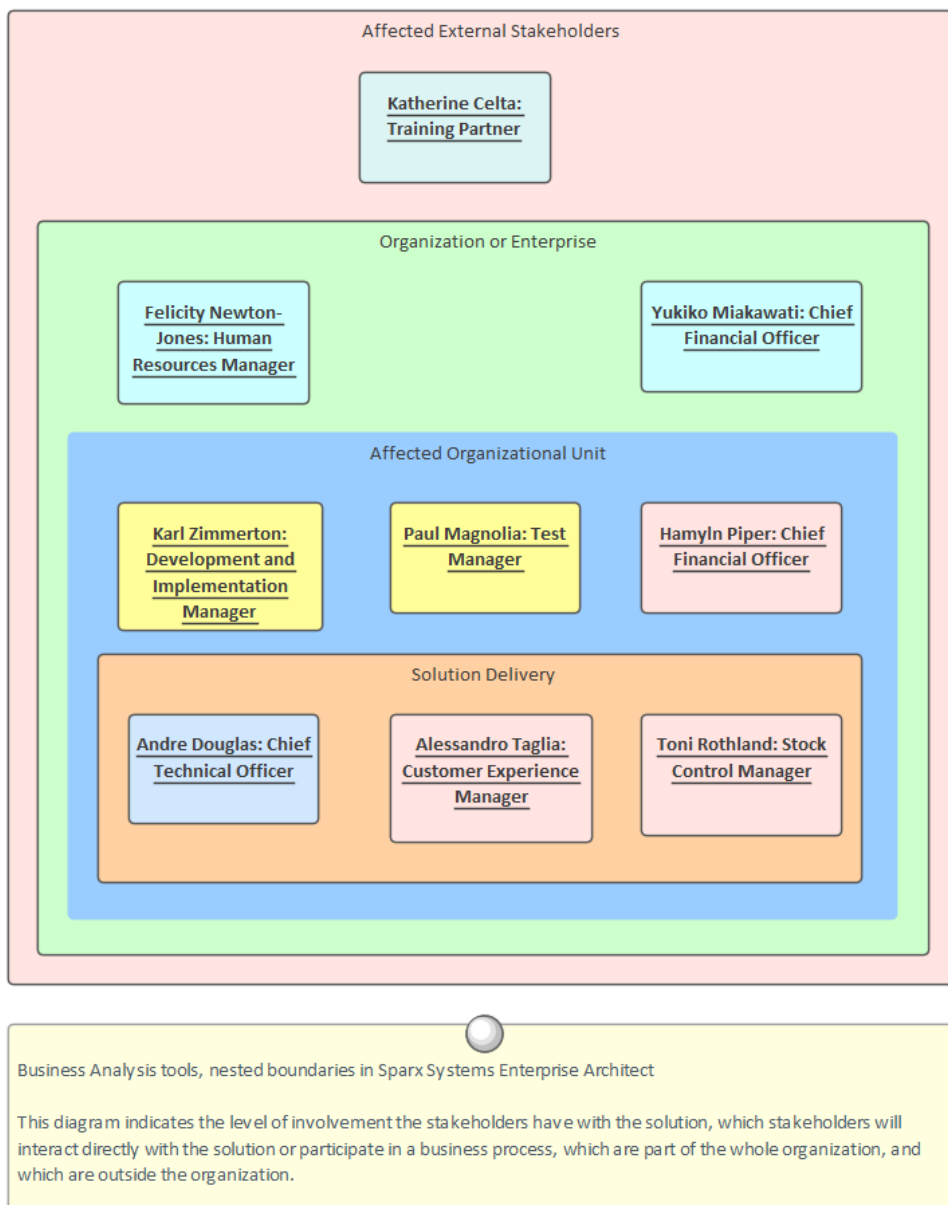 Affected External Stakeholders
Katherine Celta:
Training Partner
Organization or Enterprise
Felicity Newton-
Jones: Human
Resources Manager
Yukiko Miakawati: Chief
Financial Officer
Affected Organizational Unit
Karl Zimmerton:
Development and
Implementation
Manager
Paul Magnolia: Test
Manager
Hamyln Piper: Chief
Financial Officer
Solution Delivery
Andre Douglas: Chief
Technical Officer
Alessandro Taglia:
Customer Experience
Manager
Toni Rothland: Stock
Control Manager
Business Analysis tools, nested boundaries in Sparx Systems Enterprise Architect
This diagram indicates the level of involvement the stakeholders have with the solution, which stakeholders will
interact directly with the solution or participate in a business process, which are part of the whole organization, and
which are outside the organization.